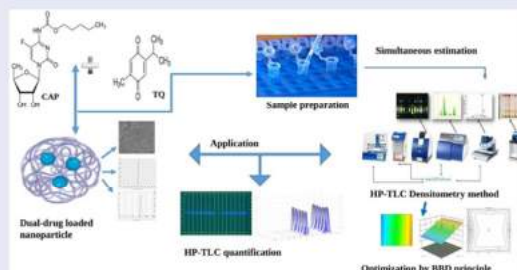 CAP
TQ
Sample preparation
Simultaneous estimation
Application
Dual-drug loaded
nanoparticle
HP-TLC quantification
HP-TLC Densitometry method
Optimization by BBD principle